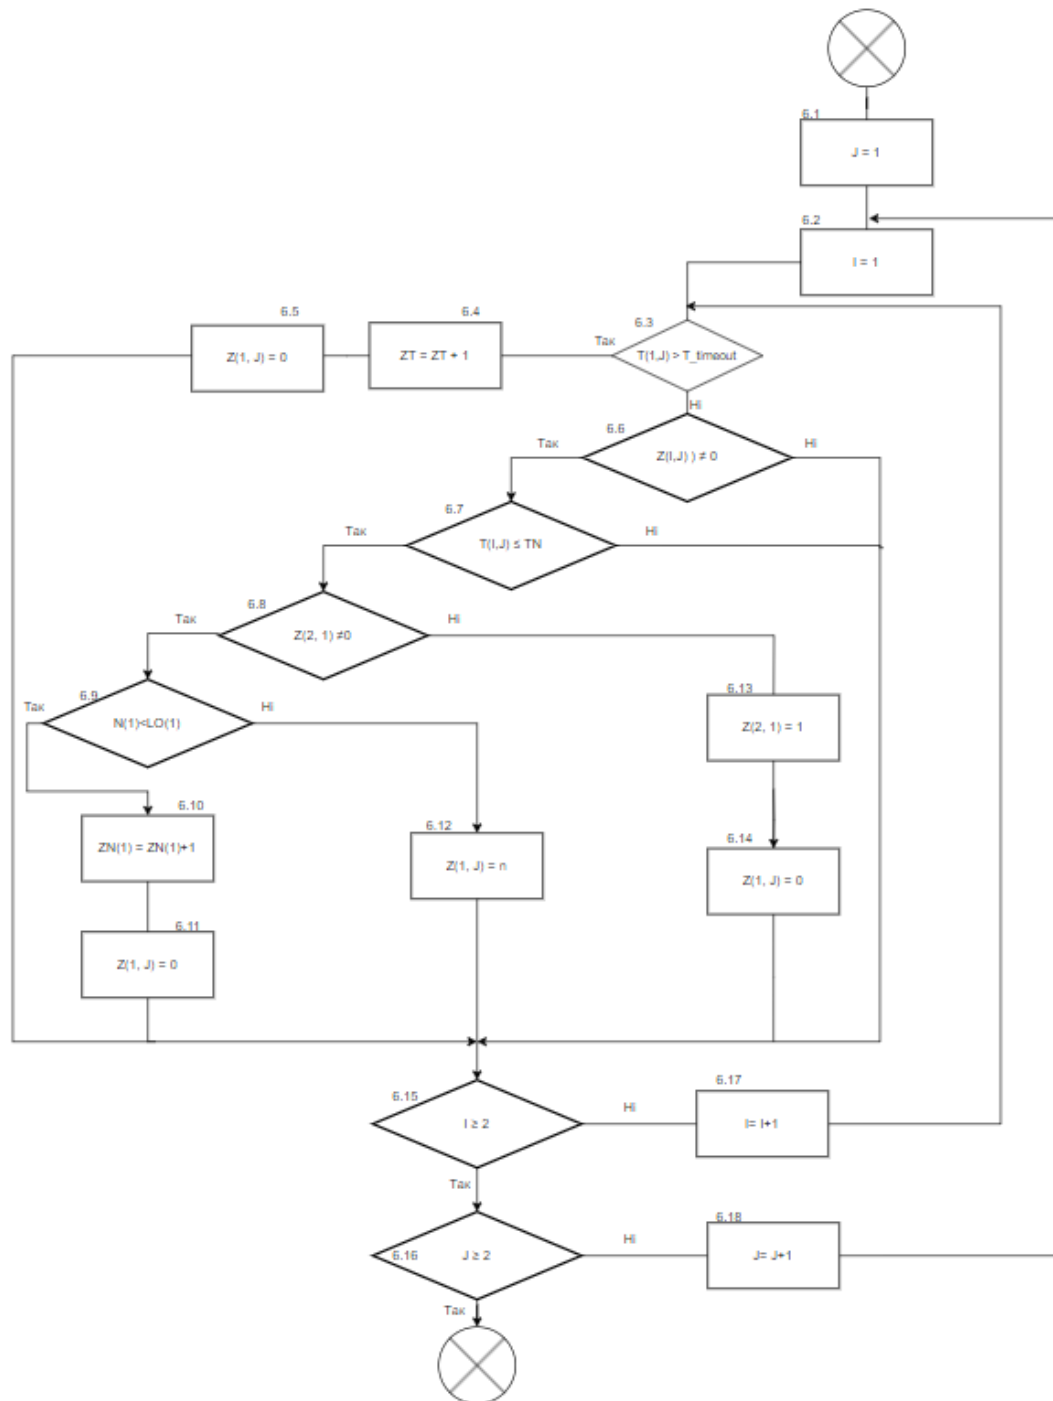 6.1
J = 1
6.2
I = 1
6.5
Z(1, J) = 0
6.4
ZT = ZT + 1
Так
6.3
T(1,J) > T_timeout
Ні
6.6
Так
Z(I,J) ) ≠ 0
Ні
6.7
Так
T(I,J) ≤ TN
Ні
6.8
Так
Z(2, 1) ≠0
Ні
6.9
Так
N(1)<LO(1)
Ні
6.13
Z(2, 1) = 1
6.10
ZN(1) = ZN(1)+1
6.12
Z(1, J) = n
6.14
Z(1, J) = 0
6.11
Z(1, J) = 0
6.15
I ≥ 2
Ні
6.17
I= I+1
Так
6.16
J ≥ 2
Ні
6.18
J= J+1
Так